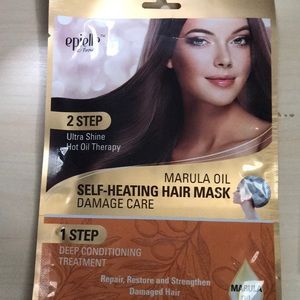 epielle
2 STEP
Ultra Shine
Hot Oil Therapy
MARULA OIL
SELF-HEATING HAIR MASK
DAMAGE CARE
1 STEP
DEEP CONDITIONING
TREATMENT
Repair, Restore and Strengthen
Damaged Hair
MARULA